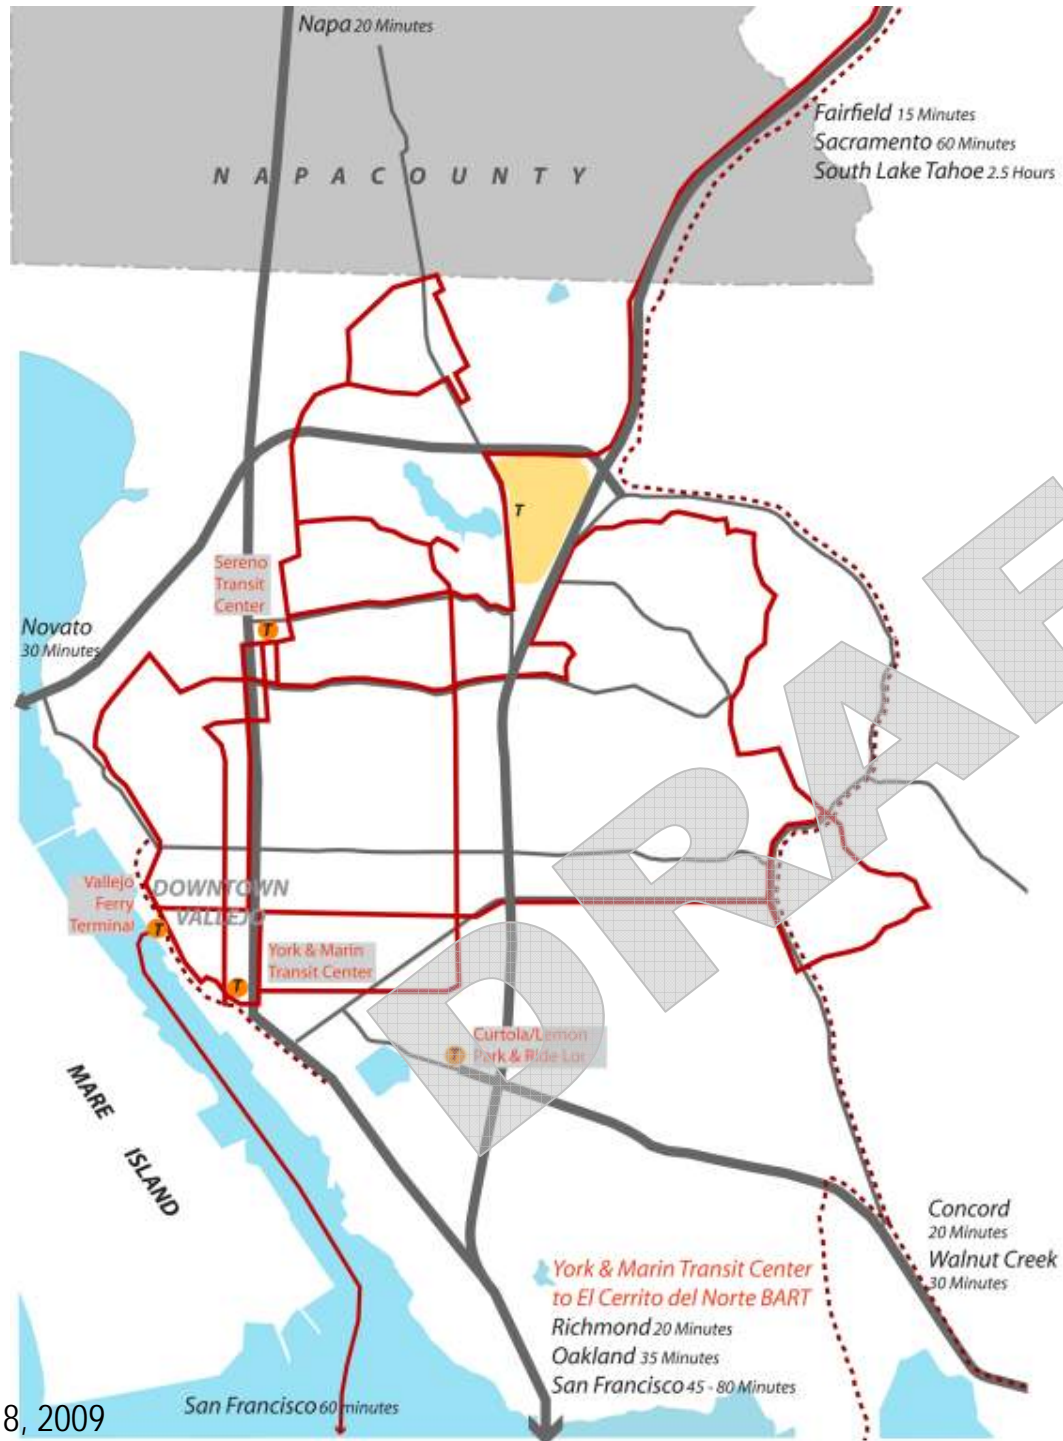 Napa 20 Minutes
Fairfield 15 Minutes
Sacramento 60 Minutes
South Lake Tahoe 2.5 Hours
N A P A C O U N T Y
T
Sereno
Transit
Center
T
Novato
30 Minutes
Vallejo
Ferry
Terminal
T
DOWNTOWN
VALLEJO
York & Marin
Transit Center
T
Curtola/Lemon
Park & Ride Lot
T
MARE
ISLAND
Concord
20 Minutes
Walnut Creek
30 Minutes
York & Marin Transit Center
to El Cerrito del Norte BART
Richmond 20 Minutes
Oakland 35 Minutes
San Francisco 45 - 80 Minutes
San Francisco 60 minutes
8, 2009
DRAF